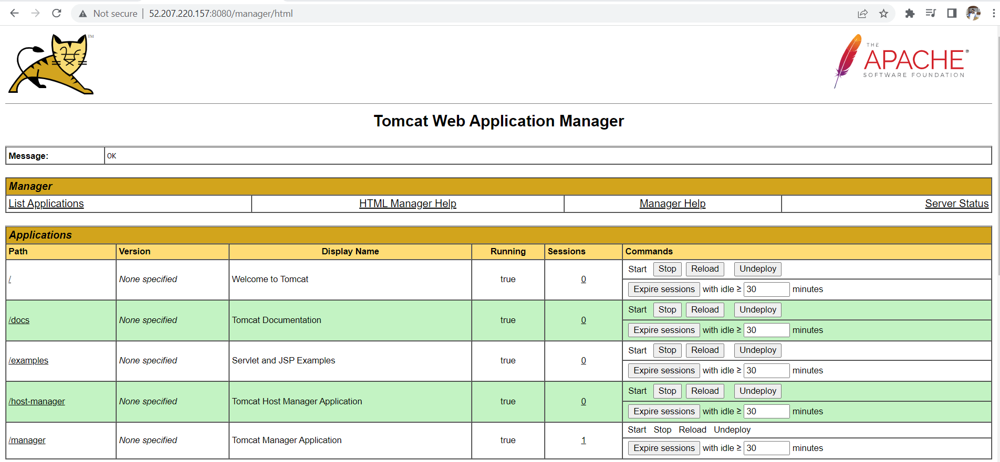 Not secure | 52.207.220.157:8080/manager/html
TM
THE
APACHE®
SOFTWARE FOUNDATION
Tomcat Web Application Manager
Message: OK
Manager
List Applications HTML Manager Help Manager Help Server Status
Applications
Path Version Display Name Running Sessions Commands
/ None specified Welcome to Tomcat true 0 Start Stop Reload Undeploy
Expire sessions with idle ≥ 30 minutes
/docs None specified Tomcat Documentation true 0 Start Stop Reload Undeploy
Expire sessions with idle ≥ 30 minutes
/examples None specified Servlet and JSP Examples true 0 Start Stop Reload Undeploy
Expire sessions with idle ≥ 30 minutes
/host-manager None specified Tomcat Host Manager Application true 0 Start Stop Reload Undeploy
Expire sessions with idle ≥ 30 minutes
/manager None specified Tomcat Manager Application true 1 Start Stop Reload Undeploy
Expire sessions with idle ≥ 30 minutes